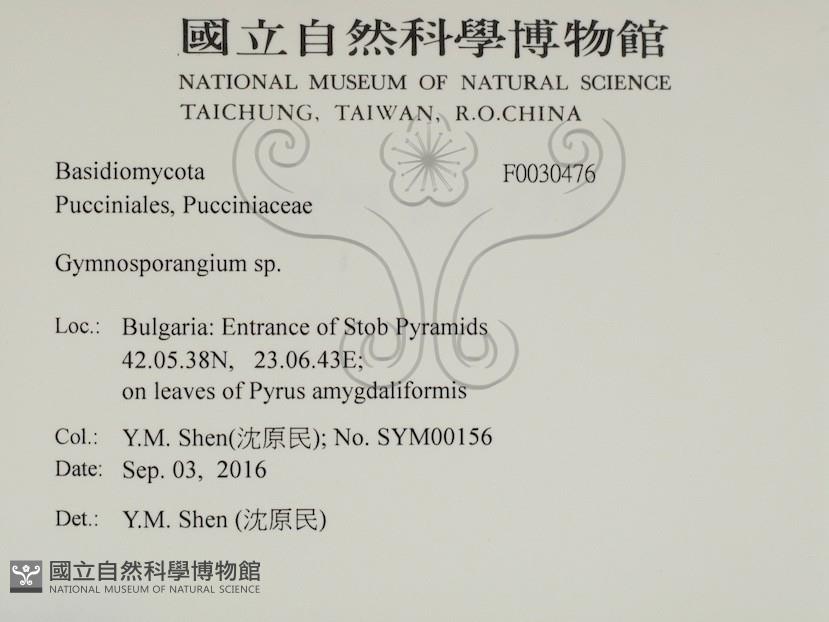 國立自然科學博物館
NATIONAL MUSEUM OF NATURAL SCIENCE
TAICHUNG, TAIWAN, R.O.CHINA
Basidiomycota F0030476
Pucciniales, Pucciniaceae
Gymnosporangium sp.
Loc.: Bulgaria: Entrance of Stob Pyramids
42.05.38N, 23.06.43E;
on leaves of Pyrus amygdaliformis
Col.: Y.M. Shen(沈原民); No. SYM00156
Date: Sep. 03, 2016
Det.: Y.M. Shen (沈原民)
國立自然科學博物館
NATIONAL MUSEUM OF NATURAL SCIENCE